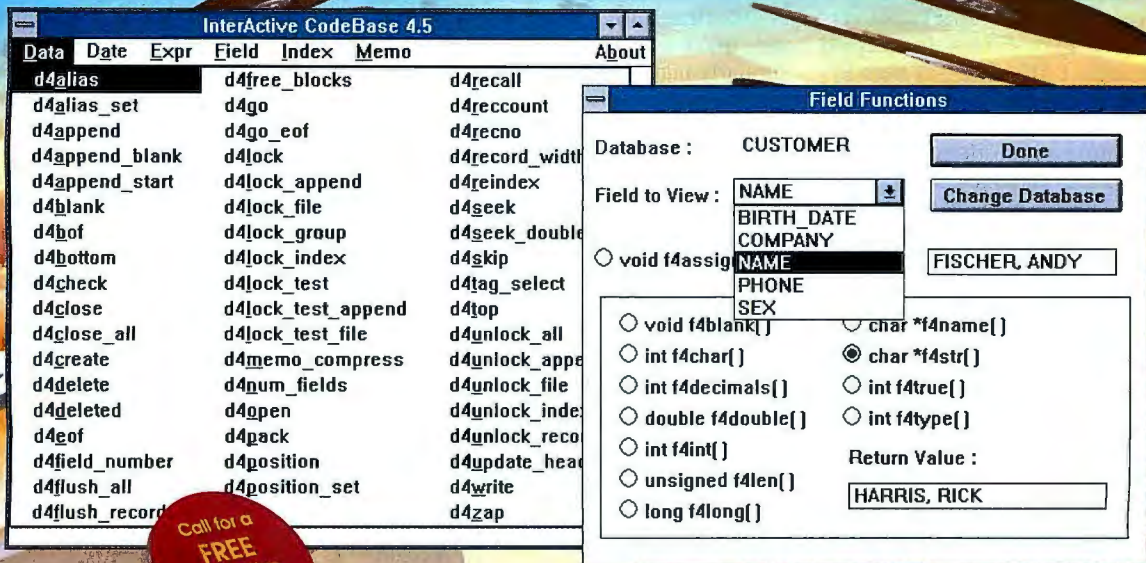 InterActive CodeBase 4.5
Data Date Expr Field Index Memo About
d4alias
d4alias_set
d4append
d4append_blank
d4append_start
d4blank
d4bof
d4bottom
d4check
d4close
d4close_all
d4create
d4delete
d4deleted
d4eof
d4field_number
d4flush_all
d4flush_record
d4free_blocks
d4go
d4go_eof
d4lock
d4lock_append
d4lock_file
d4lock_group
d4lock_index
d4lock_test
d4lock_test_append
d4lock_test_file
d4memo_compress
d4num_fields
d4open
d4pack
d4position
d4position_set
d4recall
d4reccount
d4recno
d4record_width
d4reindex
d4seek
d4seek_double
d4skip
d4tag_select
d4top
d4unlock_all
d4unlock_appe
d4unlock_file
d4unlock_inde
d4unlock_reco
d4update_head
d4write
d4zap
Field Functions
Database : CUSTOMER
Done
Field to View : NAME
Change Database
BIRTH_DATE
COMPANY
NAME
PHONE
SEX
void f4assig
FISCHER, ANDY
void f4blank()
int f4char()
int f4decimals()
double f4double()
int f4int()
unsigned f4len()
long f4long()
char *f4name()
char *f4str()
int f4true()
int f4type()
Return Value :
HARRIS, RICK
Call for a
FREE